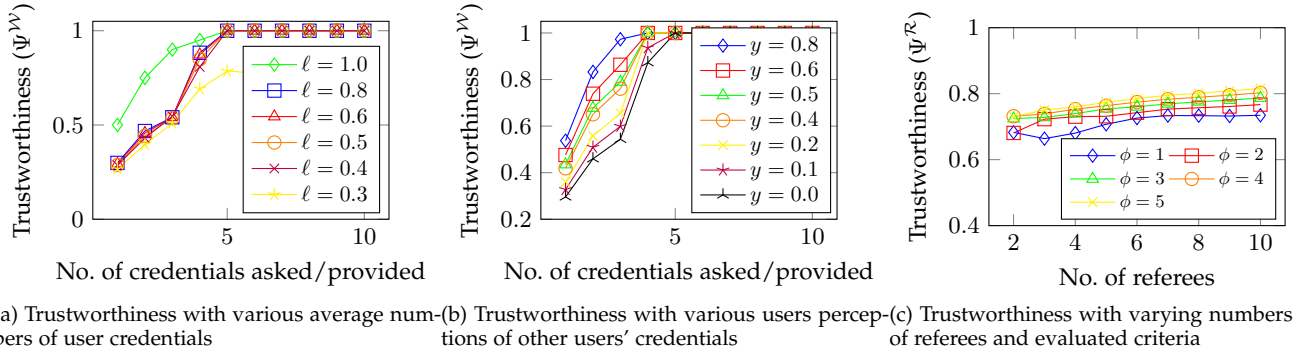 1
0.5
0
5
10
Trustworthiness (Ψ^𝒲)
No. of credentials asked/provided
ℓ = 1.0
ℓ = 0.8
ℓ = 0.6
ℓ = 0.5
ℓ = 0.4
ℓ = 0.3
1
0.8
0.6
0.4
0.2
5
10
Trustworthiness (Ψ^𝒲)
No. of credentials asked/provided
y = 0.8
y = 0.6
y = 0.5
y = 0.4
y = 0.2
y = 0.1
y = 0.0
1
0.8
0.6
0.4
2 4 6 8 10
Trustworthiness (Ψ^ℛ)
No. of referees
ϕ = 1 ϕ = 2
ϕ = 3 ϕ = 4
ϕ = 5
a) Trustworthiness with various average num-
bers of user credentials
(b) Trustworthiness with various users percep-
tions of other users' credentials
(c) Trustworthiness with varying numbers
of referees and evaluated criteria